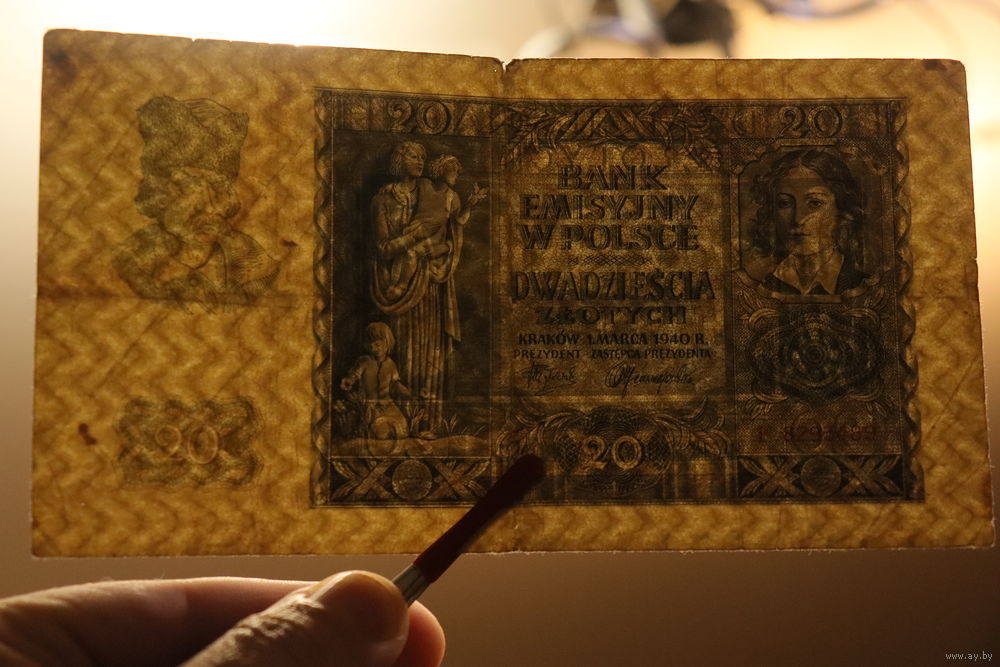 20
20
BANK
EMISYJNY
W POLSCE
DWADZIEŚCIA
ZŁOTYCH
KRAKÓW 1. MARCA 1940 R.
PREZYDENT ZASTĘPCA PREZYDENTA
20
20
www.ay.by